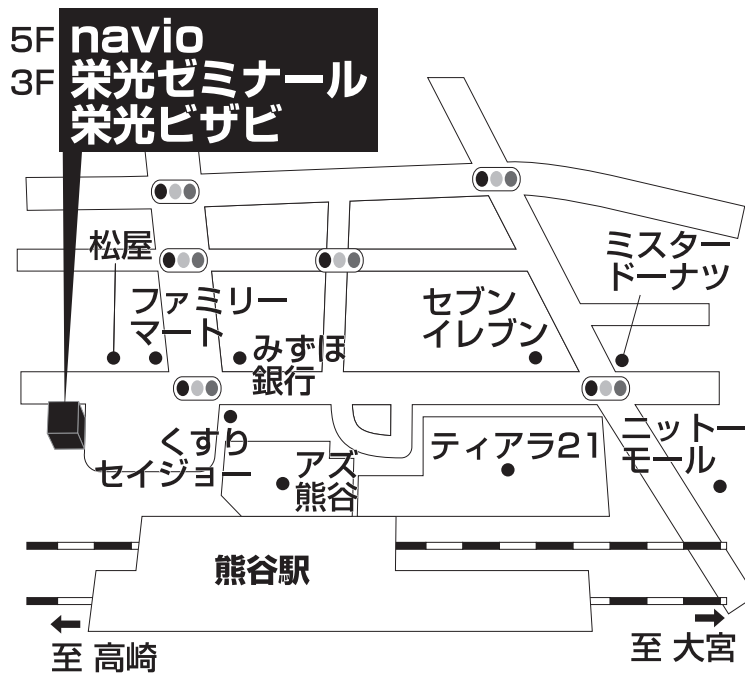 5F navio
3F 栄光ゼミナール
栄光ビザビ
松屋
ミスター
ドーナツ
ファミリー
マート
セブン
イレブン
みずほ
銀行
くすり
セイジョー
アズ
熊谷
ティアラ21
ニットー
モール
熊谷駅
至 高崎
至 大宮